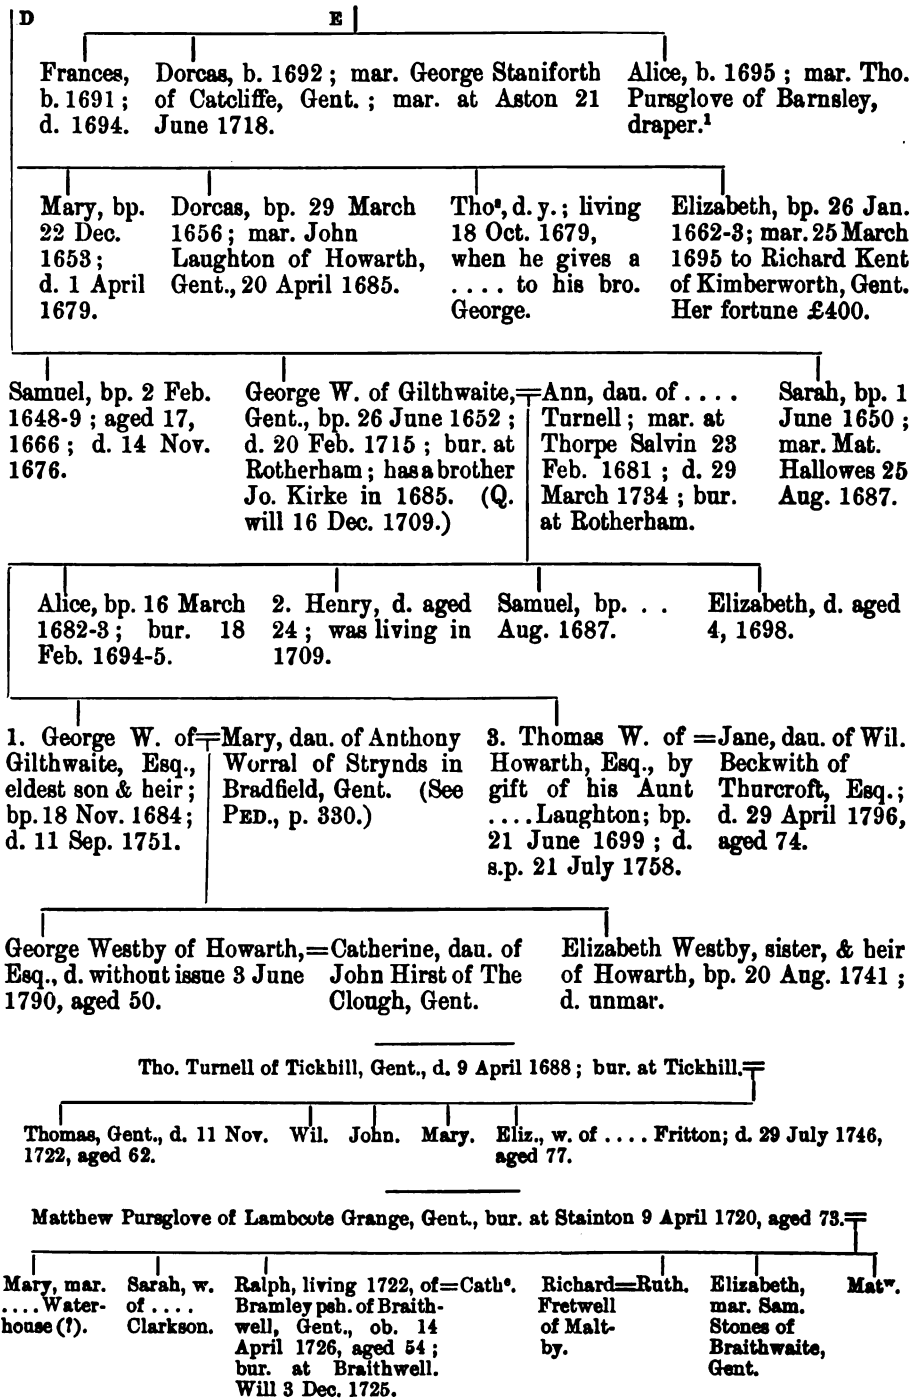 D
E
Frances,
b. 1691 ;
d. 1694.
Dorcas, b. 1692 ; mar. George Staniforth
of Catcliffe, Gent. ; mar. at Aston 21
June 1718.
Alice, b. 1695 ; mar. Tho.
Pursglove of Barnsley,
draper.¹
Mary, bp.
22 Dec.
1653 ;
d. 1 April
1679.
Dorcas, bp. 29 March
1656 ; mar. John
Laughton of Howarth,
Gent., 20 April 1685.
Thoˢ, d. y. ; living
18 Oct. 1679,
when he gives a
. . . . to his bro.
George.
Elizabeth, bp. 26 Jan.
1662-3; mar. 25 March
1695 to Richard Kent
of Kimberworth, Gent.
Her fortune £400.
Samuel, bp. 2 Feb.
1648-9 ; aged 17,
1666 ; d. 14 Nov.
1676.
George W. of Gilthwaite,=
Gent., bp. 26 June 1652 ;
d. 20 Feb. 1715 ; bur. at
Rotherham ; has a brother
Jo. Kirke in 1685. (Q.
will 16 Dec. 1709.)
Ann, dau. of . . . .
Turnell ; mar. at
Thorpe Salvin 23
Feb. 1681 ; d. 29
March 1734 ; bur.
at Rotherham.
Sarah, bp. 1
June 1650 ;
mar. Mat.
Hallowes 25
Aug. 1687.
Alice, bp. 16 March
1682-3 ; bur. 18
Feb. 1694-5.
2. Henry, d. aged
24 ; was living in
1709.
Samuel, bp. . .
Aug. 1687.
Elizabeth, d. aged
4, 1698.
1. George W. of=
Gilthwaite, Esq.,
eldest son & heir ;
bp. 18 Nov. 1684 ;
d. 11 Sep. 1751.
Mary, dau. of Anthony
Worral of Strynds in
Bradfield, Gent. (See
PED., p. 330.)
3. Thomas W. of =
Howarth, Esq., by
gift of his Aunt
. . . . Laughton; bp.
21 June 1699 ; d.
s.p. 21 July 1758.
Jane, dau. of Wil.
Beckwith of
Thurcroft, Esq.;
d. 29 April 1796,
aged 74.
George Westby of Howarth,=
Esq., d. without issue 3 June
1790, aged 50.
Catherine, dau. of
John Hirst of The
Clough, Gent.
Elizabeth Westby, sister, & heir
of Howarth, bp. 20 Aug. 1741 ;
d. unmar.
Tho. Turnell of Tickhill, Gent., d. 9 April 1688 ; bur. at Tickhill.=
Thomas, Gent., d. 11 Nov.
1722, aged 62.
Wil.
John.
Mary.
Eliz., w. of . . . . Fritton; d. 29 July 1746,
aged 77.
Matthew Pursglove of Lambcote Grange, Gent., bur. at Stainton 9 April 1720, aged 73.=
Mary, mar.
. . . . Water-
house (?).
Sarah, w.
of . . . .
Clarkson.
Ralph, living 1722, of=Cathᵉ.
Bramley psh. of Braith-
well, Gent., ob. 14
April 1726, aged 54 ;
bur. at Braithwell.
Will 3 Dec. 1725.
Richard=Ruth.
Fretwell
of Malt-
by.
Elizabeth,
mar. Sam.
Stones of
Braithwaite,
Gent.
Matʷ.